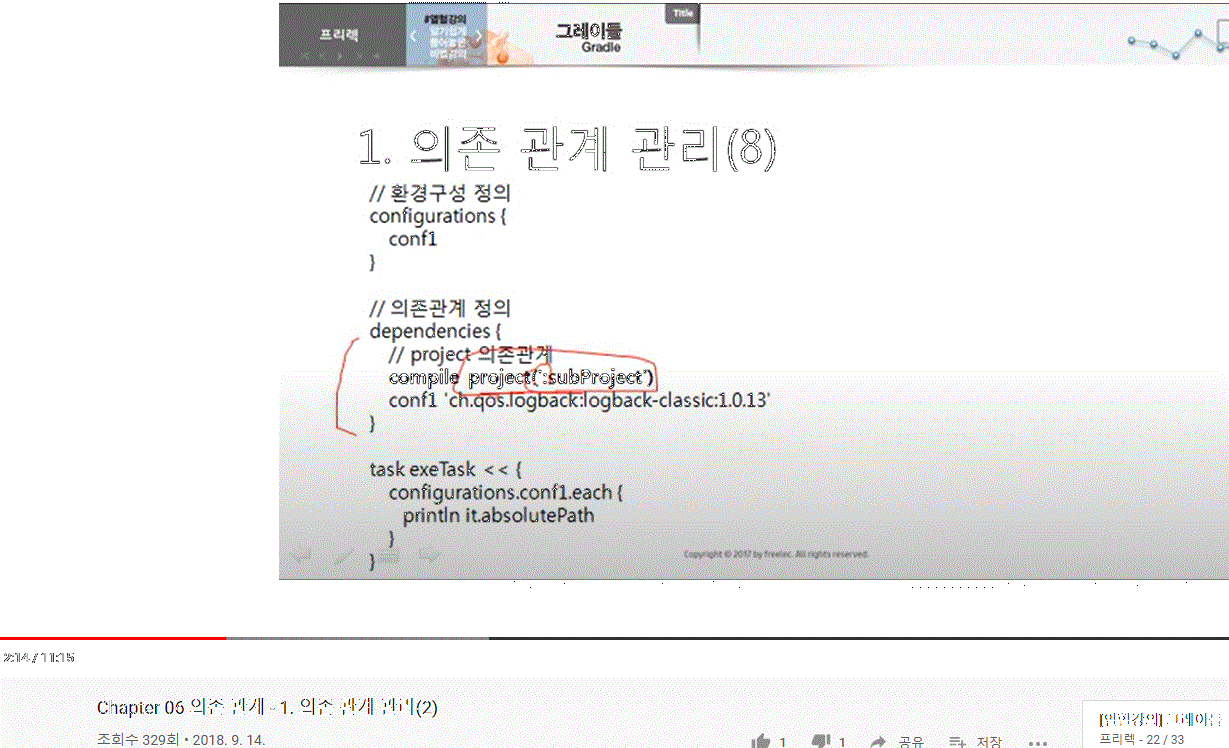 프리렉
#열혈강의
Title
그레이들
Gradle
1. 의존 관계 관리(8)
// 환경구성 정의
configurations {
conf1
}
// 의존관계 정의
dependencies {
// project 의존관계
compile project(':subProject')
conf1 'ch.qos.logback:logback-classic:1.0.13'
}
task exeTask << {
configurations.conf1.each {
println it.absolutePath
}
}
Copyright © 2017 by freelec. All rights reserved.
2:14 / 11:15
Chapter 06 의존 관계 - 1. 의존 관계 관리(2)
조회수 329회 • 2018. 9. 14.
1
1
공유
저장
[열혈강의] 그레이들
프리렉 - 22 / 33